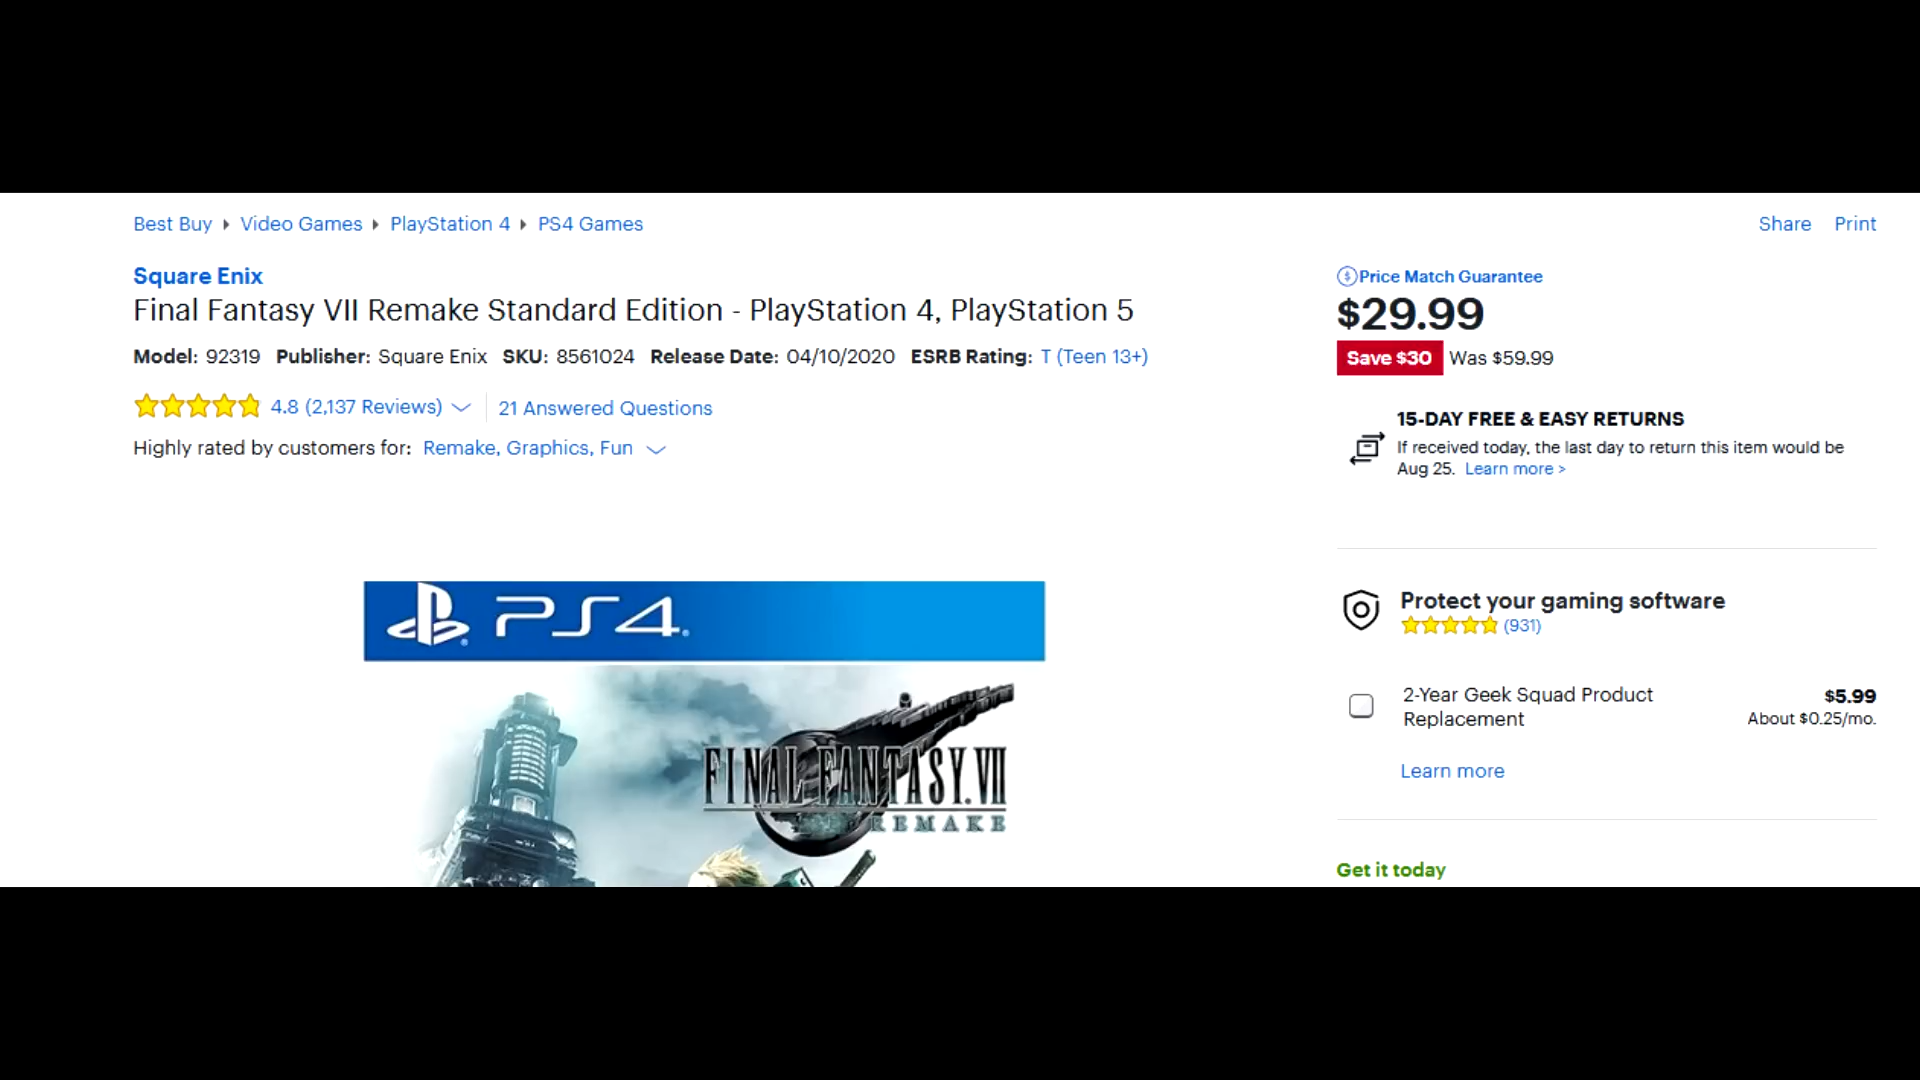 Best Buy Video Games PlayStation 4 PS4 Games
Share Print
Square Enix
Final Fantasy VII Remake Standard Edition - PlayStation 4, PlayStation 5
Model: 92319 Publisher: Square Enix SKU: 8561024 Release Date: 04/10/2020 ESRB Rating: T (Teen 13+)
4.8 (2,137 Reviews) 21 Answered Questions
Highly rated by customers for: Remake, Graphics, Fun
PS4
FINAL FANTASY VII
REMAKE
Price Match Guarantee
$29.99
Save $30 Was $59.99
15-DAY FREE & EASY RETURNS
If received today, the last day to return this item would be
Aug 25. Learn more >
Protect your gaming software
(931)
2-Year Geek Squad Product
Replacement
$5.99
About $0.25/mo.
Learn more
Get it today